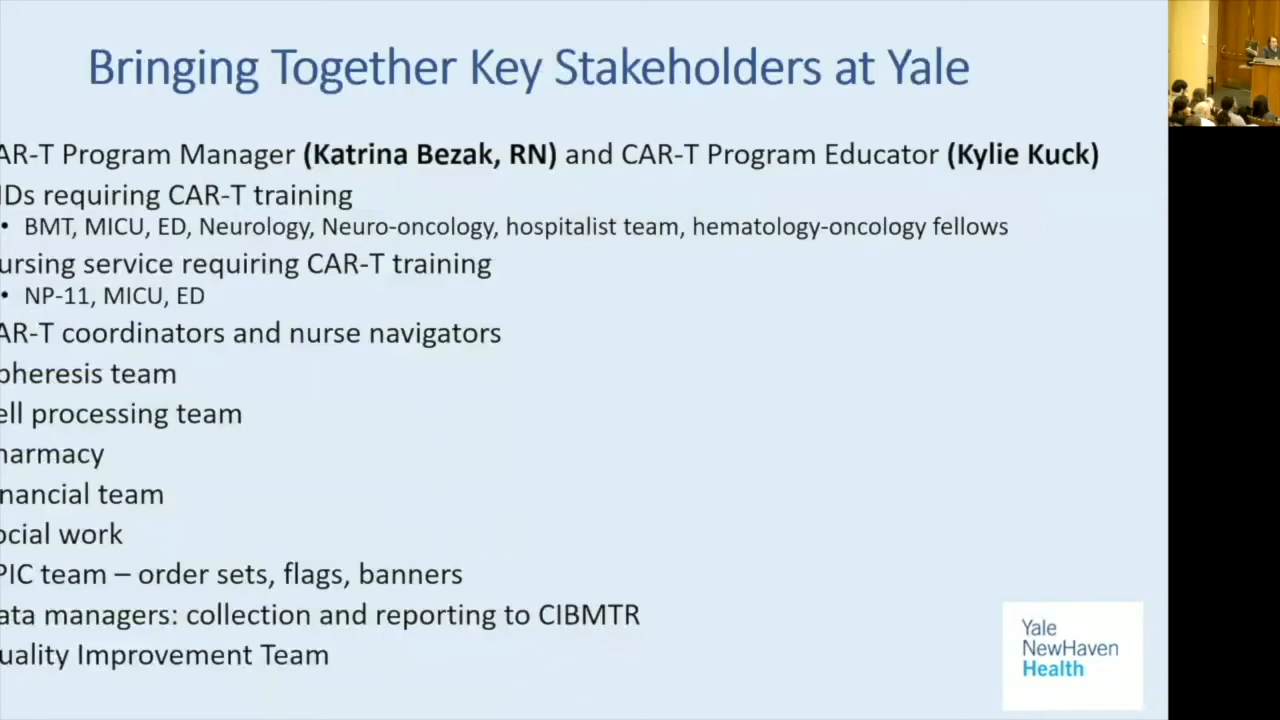 Bringing Together Key Stakeholders at Yale
AR-T Program Manager (Katrina Bezak, RN) and CAR-T Program Educator (Kylie Kuck)
Ds requiring CAR-T training
• BMT, MICU, ED, Neurology, Neuro-oncology, hospitalist team, hematology-oncology fellows
ursing service requiring CAR-T training
• NP-11, MICU, ED
AR-T coordinators and nurse navigators
pheresis team
ell processing team
harmacy
nancial team
ocial work
PIC team – order sets, flags, banners
ata managers: collection and reporting to CIBMTR
uality Improvement Team
Yale
NewHaven
Health